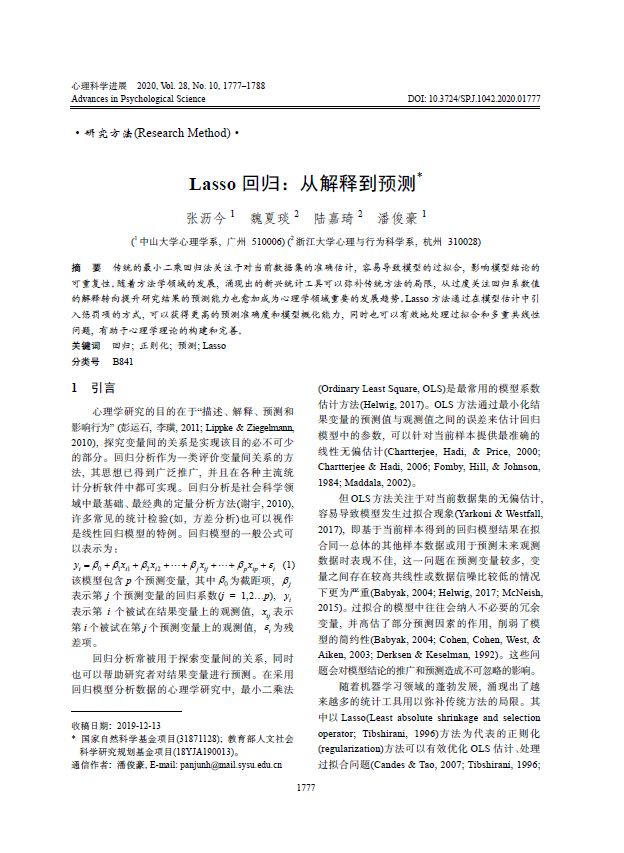 心理科学进展 2020, Vol. 28, No. 10, 1777–1788
Advances in Psychological Science DOI: 10.3724/SP.J.1042.2020.01777
·研究方法(Research Method)·
Lasso 回归：从解释到预测*
张沥今 1 魏夏琰 2 陆嘉琦 2 潘俊豪 1
(1 中山大学心理学系, 广州 510006) (2 浙江大学心理与行为科学系, 杭州 310028)
摘 要 传统的最小二乘回归法关注于对当前数据集的准确估计, 容易导致模型的过拟合, 影响模型结论的
可重复性。随着方法学领域的发展, 涌现出的新兴统计工具可以弥补传统方法的局限, 从过度关注回归系数值
的解释转向提升研究结果的预测能力也愈加成为心理学领域重要的发展趋势。Lasso 方法通过在模型估计中引
入惩罚项的方式, 可以获得更高的预测准确度和模型概化能力, 同时也可以有效地处理过拟合和多重共线性
问题, 有助于心理学理论的构建和完善。
关键词 回归; 正则化; 预测; Lasso
分类号 B841
1 引言
心理学研究的目的在于“描述、解释、预测和
影响行为” (彭运石, 李璜, 2011; Lippke & Ziegelmann,
2010), 探究变量间的关系是实现该目的必不可少
的部分。回归分析作为一类评价变量间关系的方
法, 其思想已得到广泛推广, 并且在各种主流统
计分析软件中都可实现。回归分析是社会科学领
域中最基础、最经典的定量分析方法(谢宇, 2010),
许多常见的统计检验(如, 方差分析)也可以视作
是线性回归模型的特例。回归模型的一般公式可
以表示为：
yi = β0 + β1xi1 + β2xi2 + ⋯ + βjxij + ⋯ + βpxip + εi (1)
该模型包含 p 个预测变量, 其中 β0 为截距项, βj
表示第 j 个预测变量的回归系数(j = 1,2…p), yi
表示第 i 个被试在结果变量上的观测值, xij 表示
第 i 个被试在第 j 个预测变量上的观测值, εi 为残
差项。
回归分析常被用于探索变量间的关系, 同时
也可以帮助研究者对结果变量进行预测。在采用
回归模型分析数据的心理学研究中, 最小二乘法
收稿日期：2019-12-13
* 国家自然科学基金项目(31871128); 教育部人文社会
科学研究规划基金项目(18YJA190013)。
通信作者：潘俊豪, E-mail: panjunh@mail.sysu.edu.cn
(Ordinary Least Square, OLS)是最常用的模型系数
估计方法(Helwig, 2017)。OLS 方法通过最小化结
果变量的预测值与观测值之间的误差来估计回归
模型中的参数, 可以针对当前样本提供最准确的
线性无偏估计(Chartterjee, Hadi, & Price, 2000;
Chartterjee & Hadi, 2006; Fomby, Hill, & Johnson,
1984; Maddala, 2002)。
但 OLS 方法关注于对当前数据集的无偏估计,
容易导致模型发生过拟合现象(Yarkoni & Westfall,
2017), 即基于当前样本得到的回归模型结果在拟
合同一总体的其他样本数据或用于预测未来观测
数据时表现不佳, 这一问题在预测变量较多, 变
量之间存在较高共线性或数据信噪比较低的情况
下更为严重(Babyak, 2004; Helwig, 2017; McNeish,
2015)。过拟合的模型中往往会纳入不必要的冗余
变量, 并高估了部分预测因素的作用, 削弱了模
型的简约性(Babyak, 2004; Cohen, Cohen, West, &
Aiken, 2003; Derksen & Keselman, 1992)。这些问
题会对模型结论的推广和预测造成不可忽略的影响。
随着机器学习领域的蓬勃发展, 涌现出了越
来越多的统计工具用以弥补传统方法的局限。其
中以 Lasso(Least absolute shrinkage and selection
operator; Tibshirani, 1996)方法为代表的正则化
(regularization)方法可以有效优化 OLS 估计、处理
过拟合问题(Candes & Tao, 2007; Tibshirani, 1996;
1777